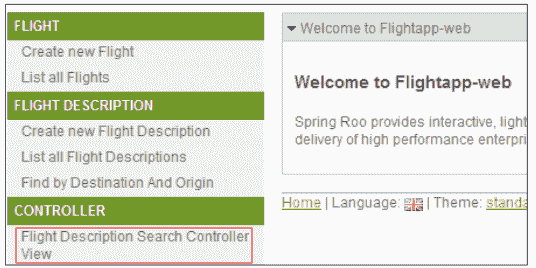 FLIGHT
Create new Flight
List all Flights
FLIGHT DESCRIPTION
Create new Flight Description
List all Flight Descriptions
Find by Destination And Origin
CONTROLLER
Flight Description Search Controller
View
Welcome to Flightapp-web
Welcome to Flightapp-web
Spring Roo provides interactive, light
delivery of high performance enterpri
Home | Language: | Theme: standa